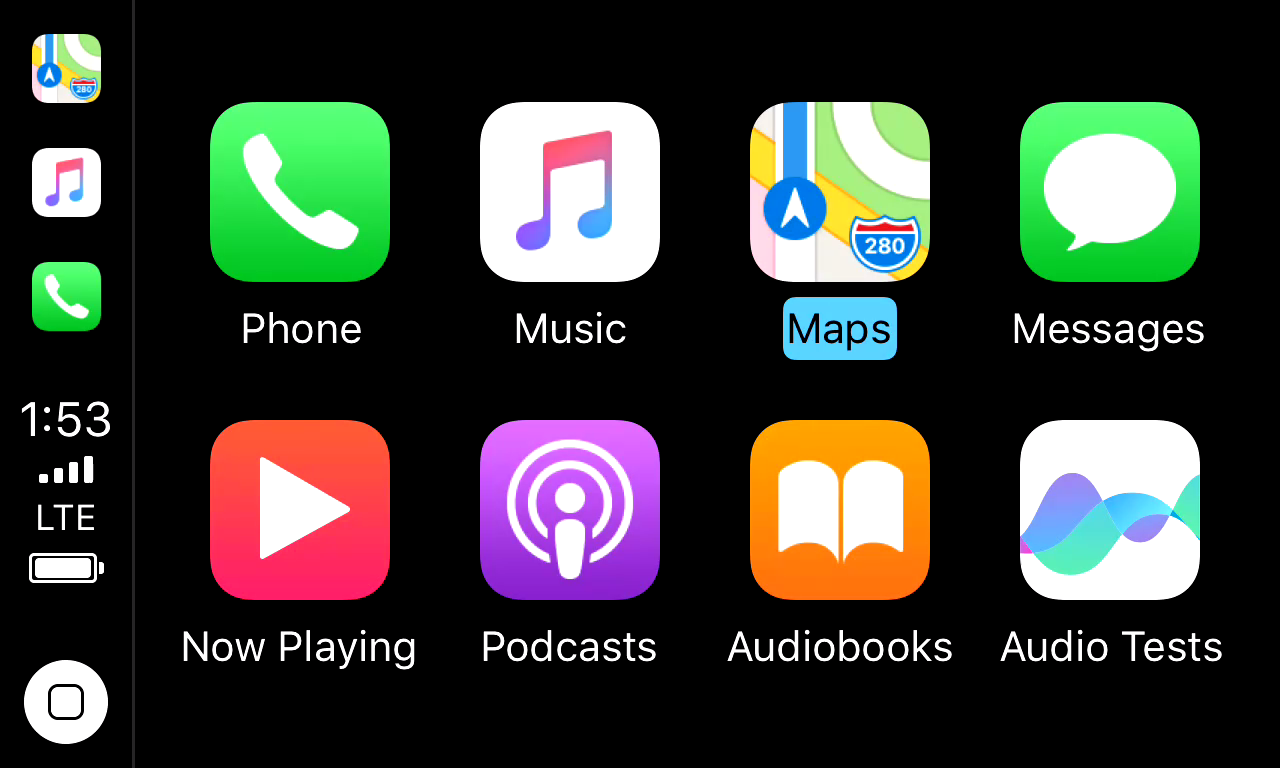 280
1:53
LTE
Phone
Music
280
Maps
Messages
Now Playing
Podcasts
Audiobooks
Audio Tests